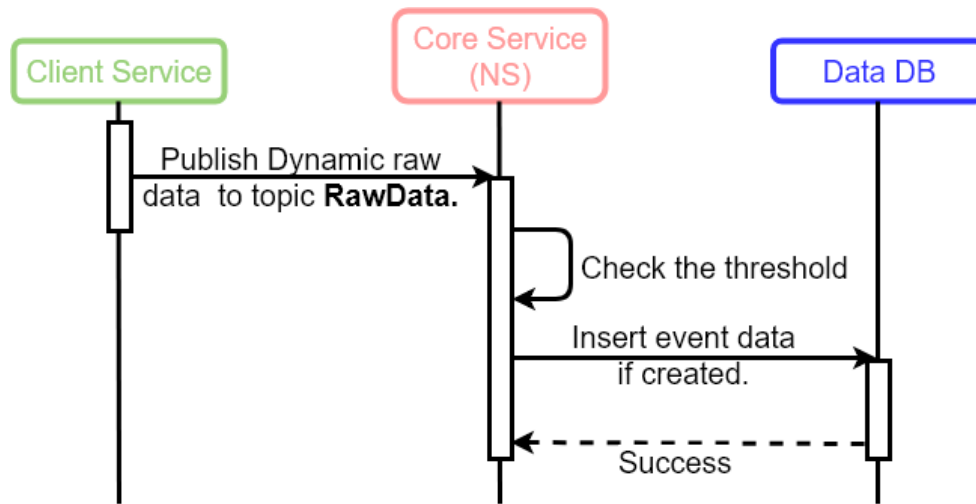 Client Service
Core Service
(NS)
Data DB
Publish Dynamic raw
data to topic RawData.
Check the threshold
Insert event data
if created.
Success